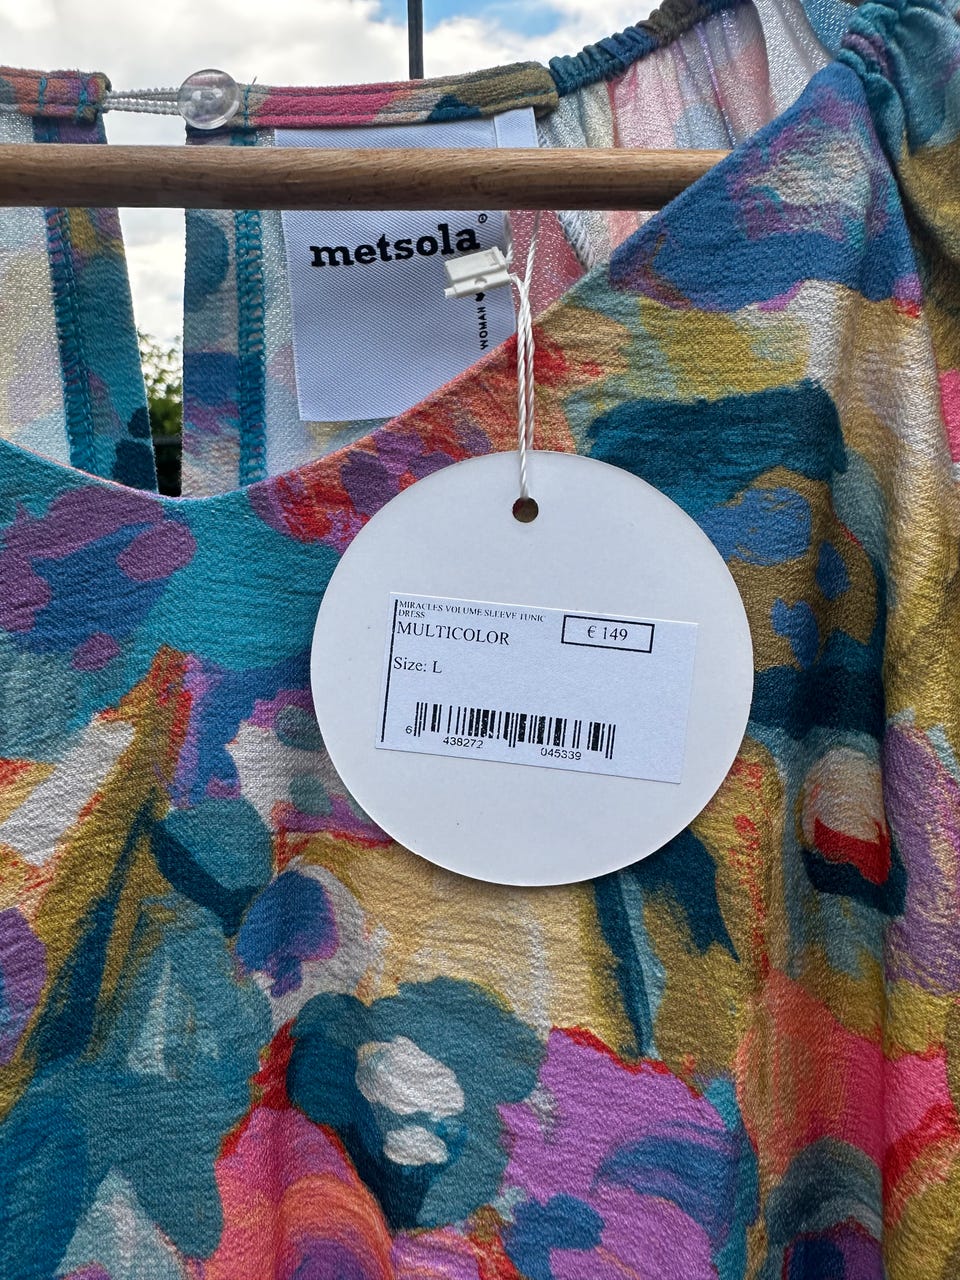 metsola®
WOMAN
MIRACLES VOLUME SLEEVE TUNIC
DRESS
MULTICOLOR
€ 149
Size: L
6 438272 045339